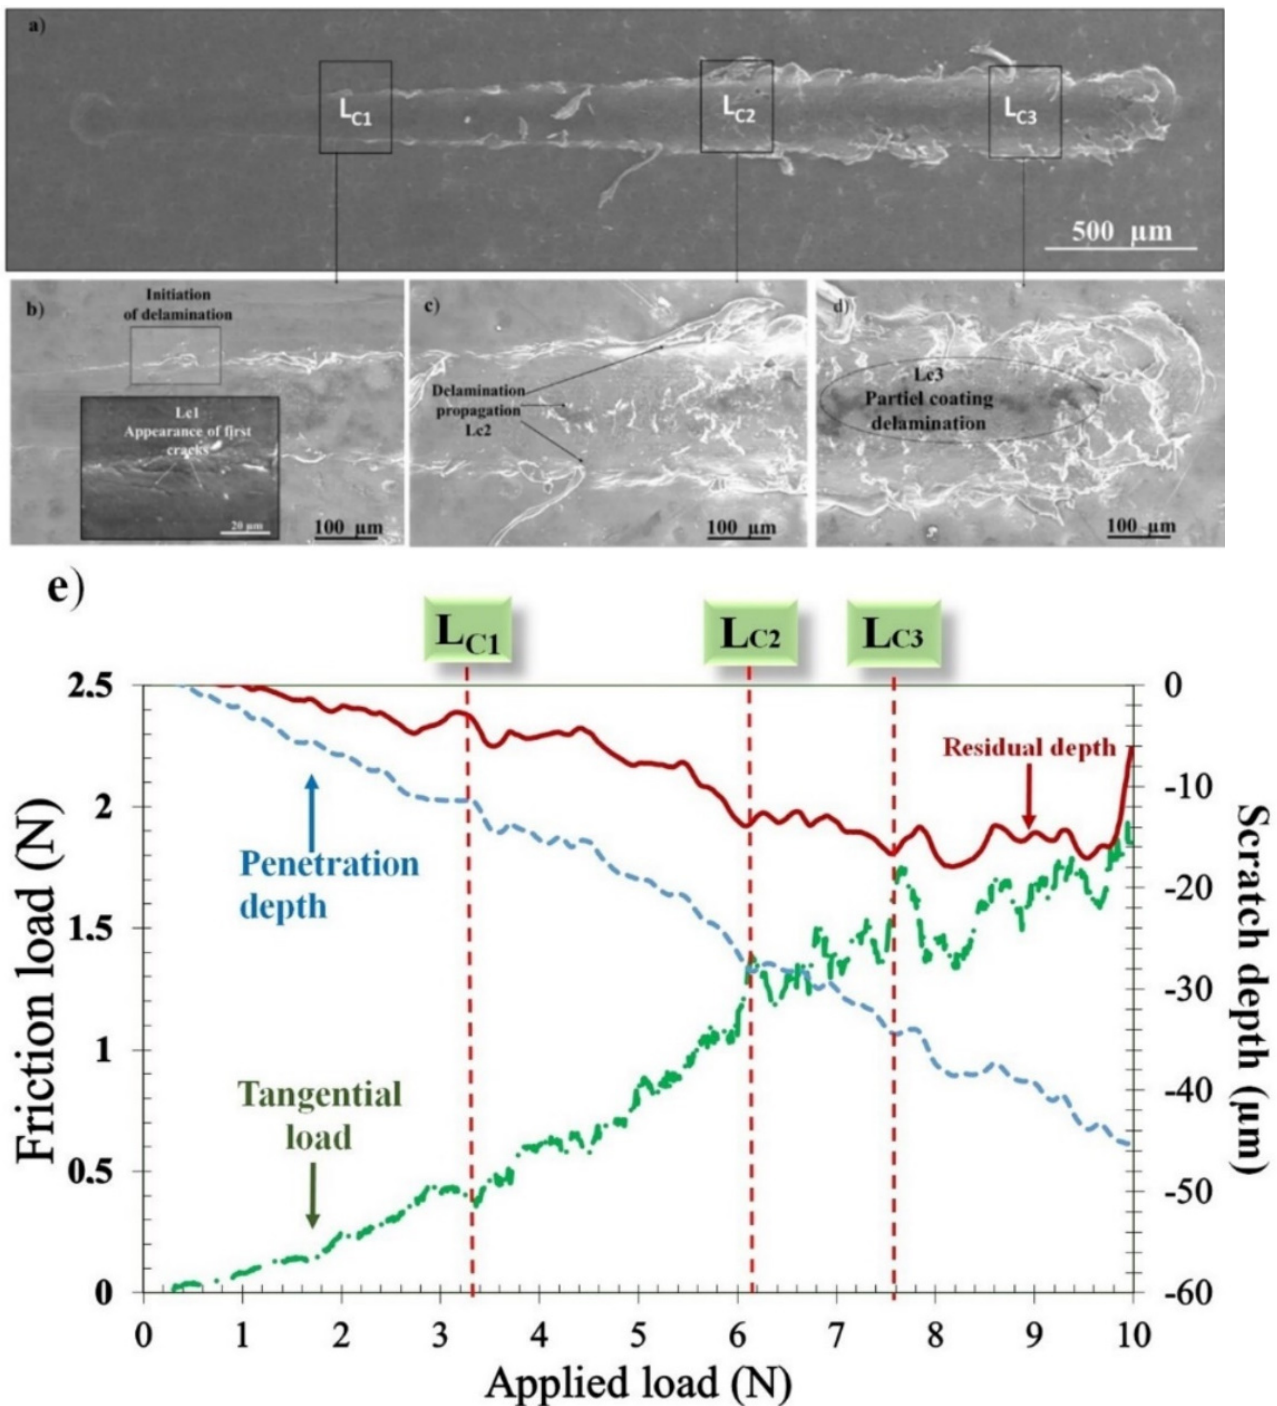 a)
LC1
LC2
LC3
500 µm
b)
Initiation
of delamination
Lc1
Appearance of first
cracks
20 µm
100 µm
c)
Delamination
propagation
Lc2
100 µm
d)
Lc3
Partiel coating
delamination
100 µm
e)
LC1
LC2
LC3
2.5
2
1.5
1
0.5
0
Friction load (N)
Residual depth
Penetration
depth
Tangential
load
0
-10
-20
-30
-40
-50
-60
Scratch depth (µm)
0 1 2 3 4 5 6 7 8 9 10
Applied load (N)